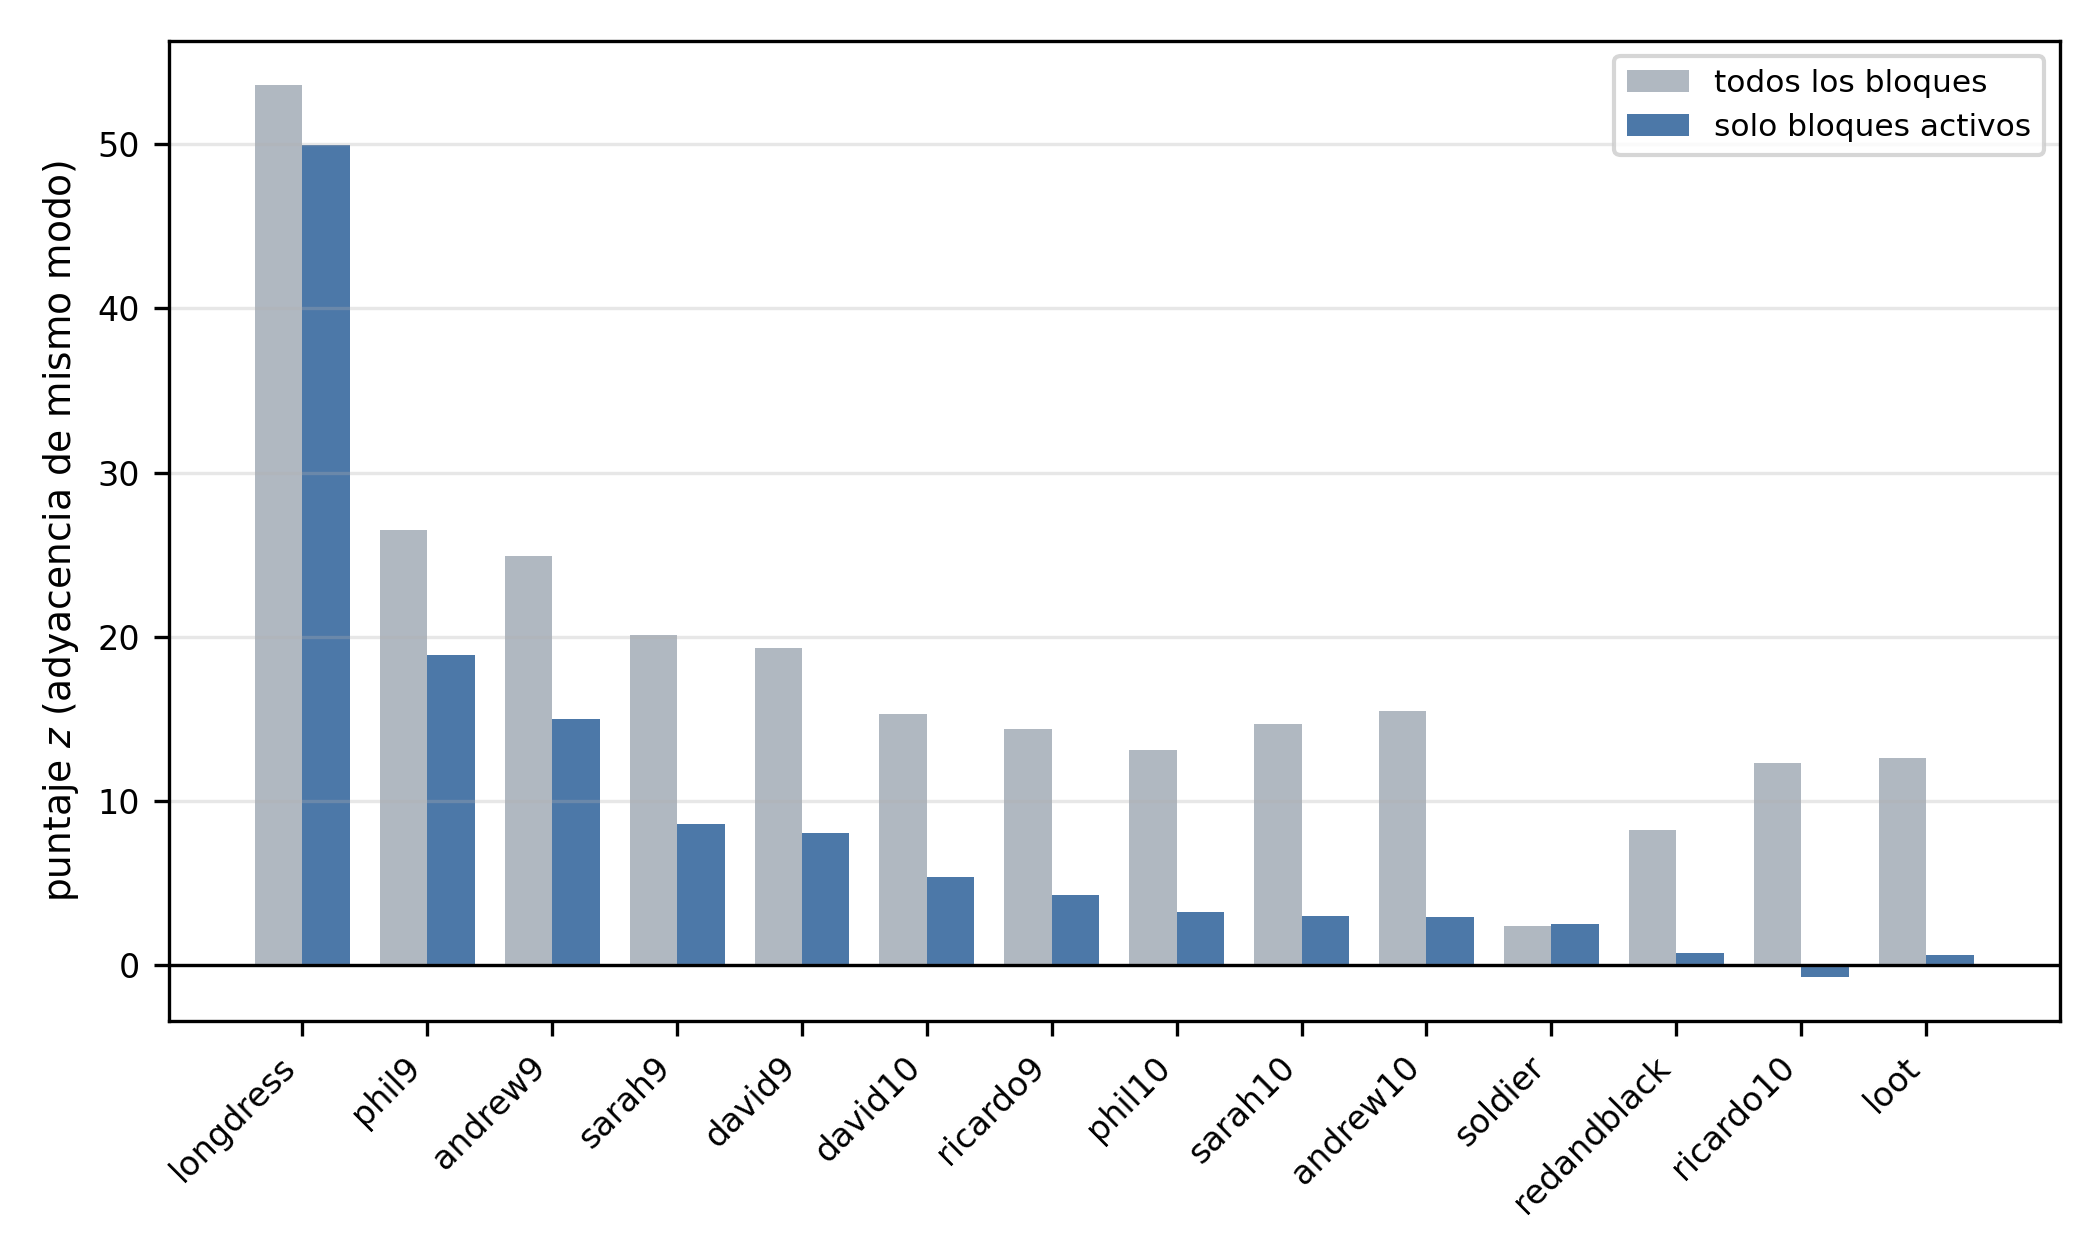 todos los bloques
solo bloques activos
puntaje z (adyacencia de mismo modo)
50
40
30
20
10
0
longdress
phil9
andrew9
sarah9
david9
david10
ricardo9
phil10
sarah10
andrew10
soldier
redandblack
ricardo10
loot